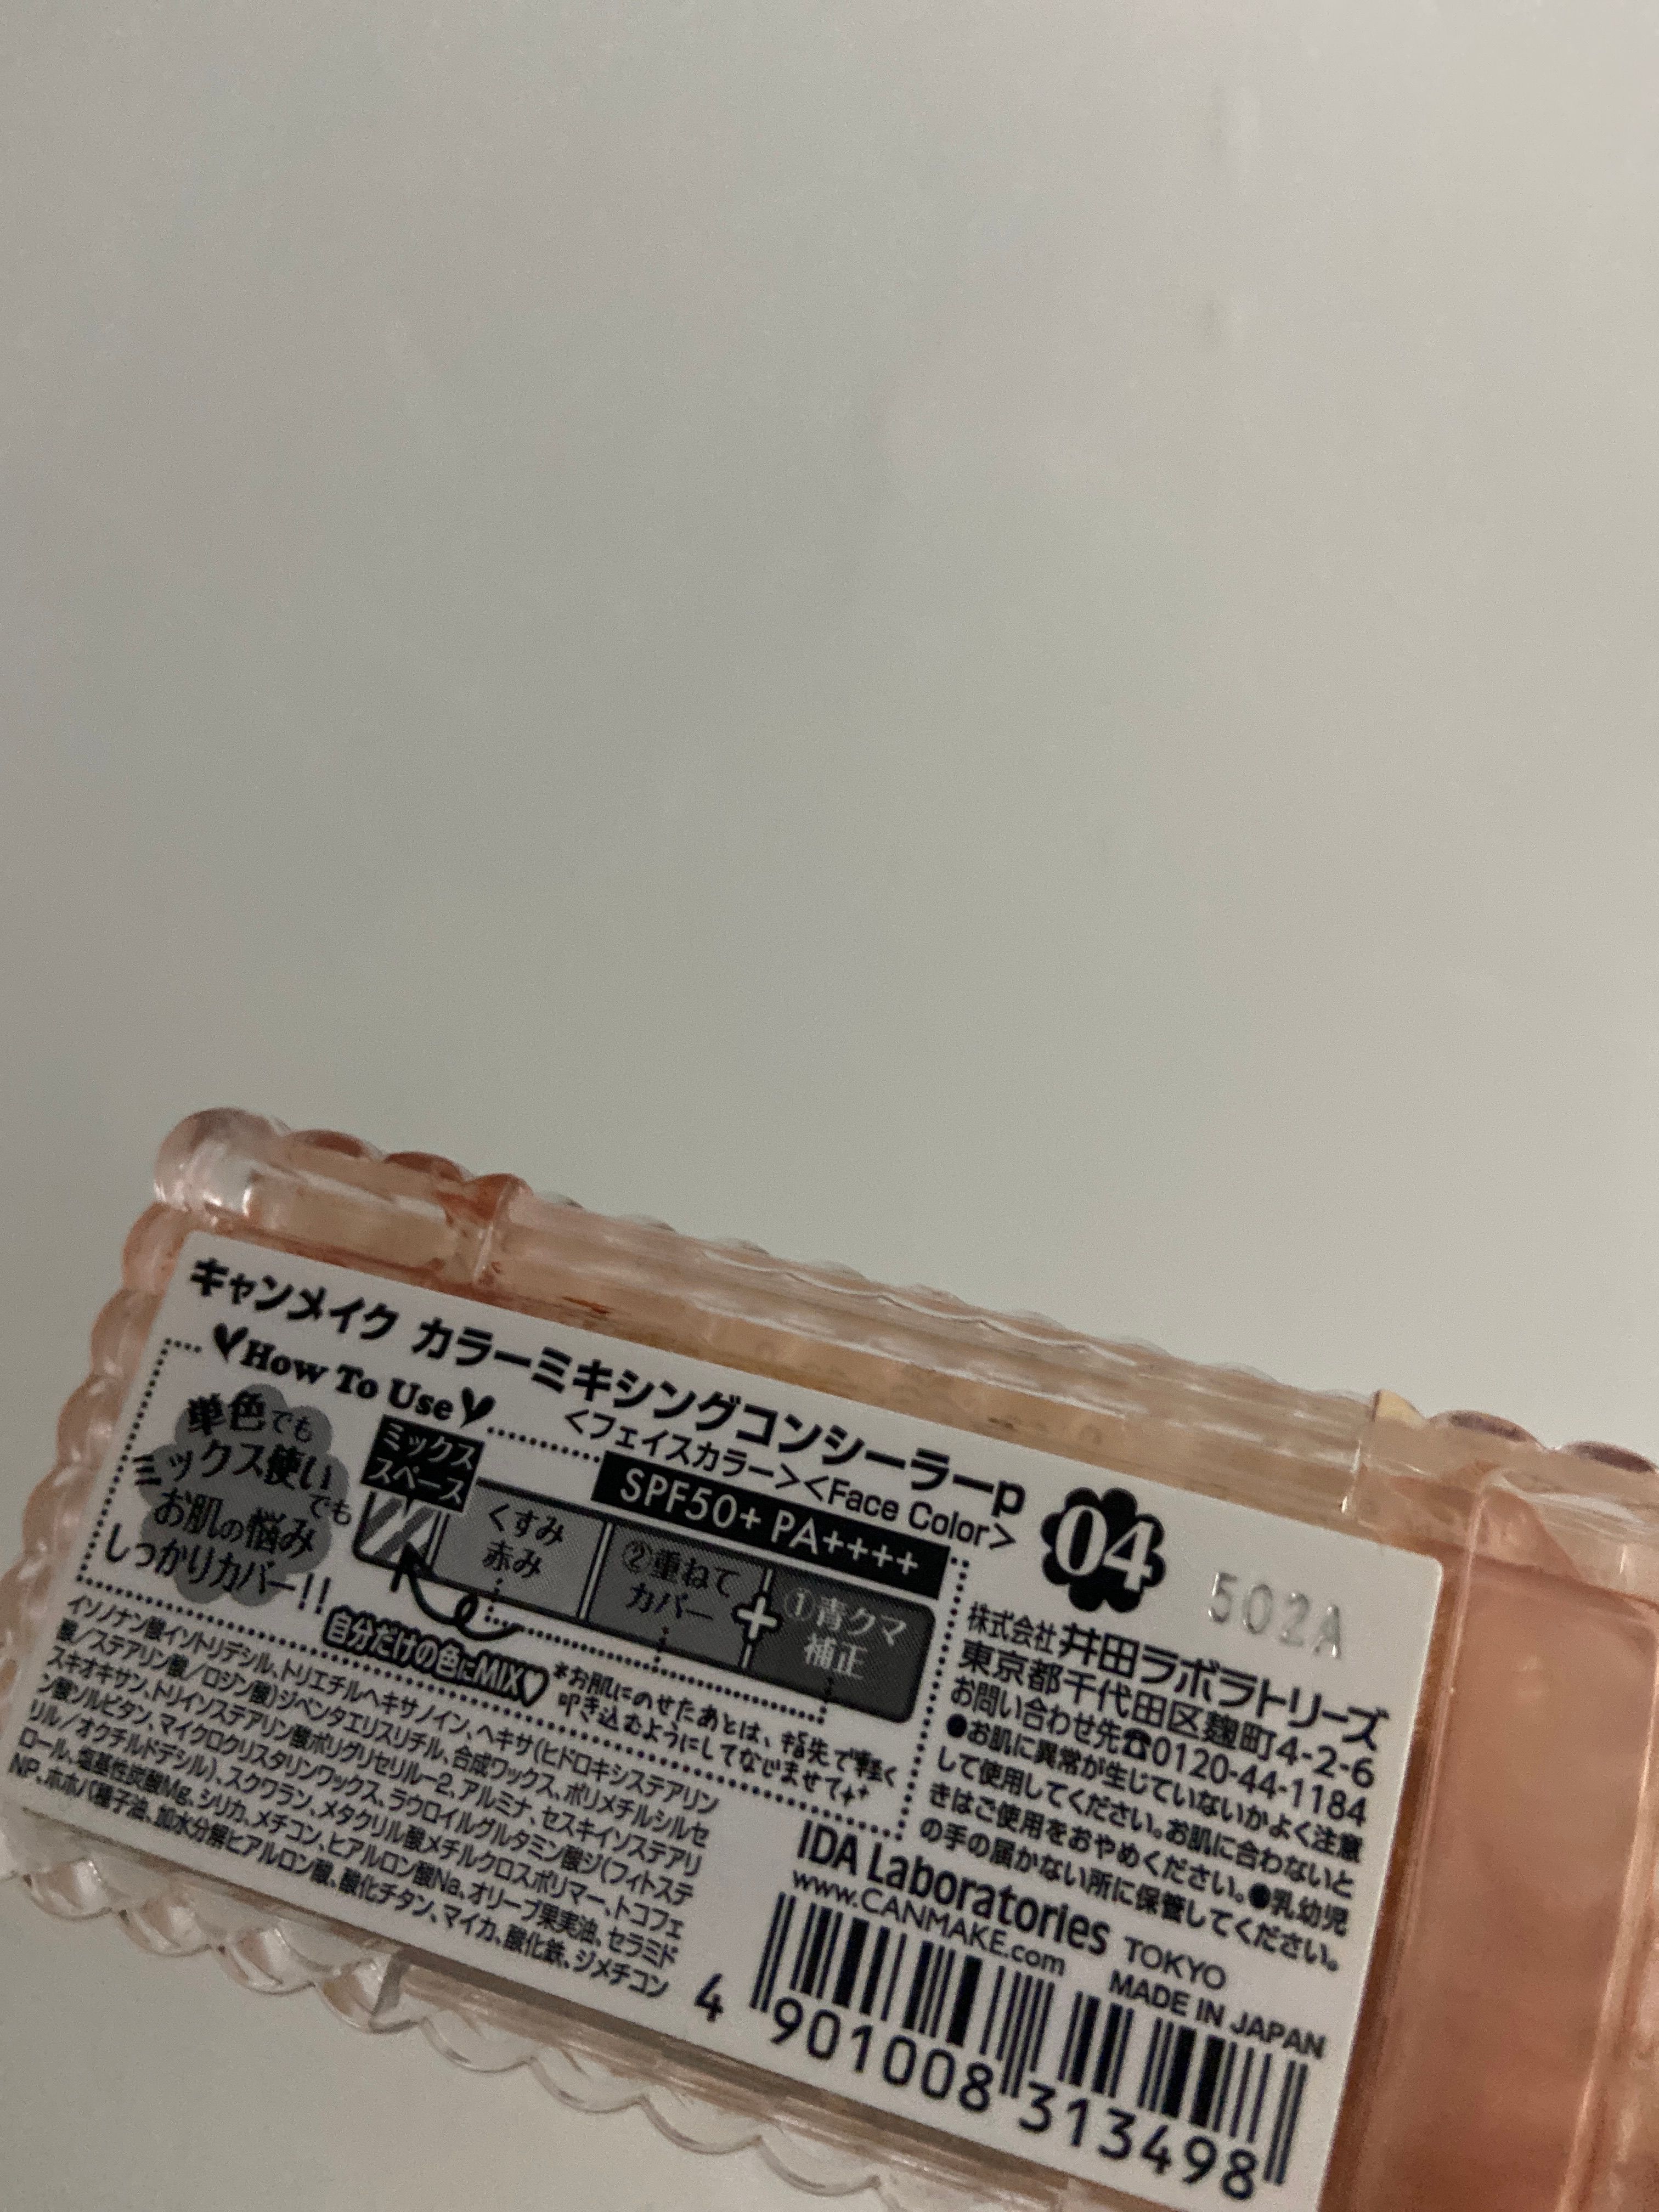 キャンメイク カラーミキシングコンシーラーp
<フェイスカラー><Face Color>
04
502A
How To Use
単色でも
ミックス使いでも
お肌の悩み
しっかりカバー!!
ミックス
スペース
SPF50+ PA++++
くすみ
赤み
②重ねて
カバー
+
①青クマ
補正
自分だけの色にMIX♡
*お肌にのせたあとは、指先で軽く
叩き込むようにしてなじませて
イソノナン酸イソトリデシル、トリエチルヘキサノイン、ヘキサ(ヒドロキシステアリン
酸/ステアリン酸/ロジン酸)ジペンタエリスリチル、合成ワックス、ポリメチルシルセ
スキオキサン、トリイソステアリン酸ポリグリセリル-2、アルミナ、セスキイソステアリ
ン酸ソルビタン、マイクロクリスタリンワックス、ラウロイルグルタミン酸ジ(フィトステ
リル/オクチルドデシル)、スクワラン、メタクリル酸メチルクロスポリマー、トコフェ
ロール、塩基性炭酸Mg、シリカ、メチコン、ヒアルロン酸Na、オリーブ果実油、セラミド
NP、ホホバ種子油、加水分解ヒアルロン酸、酸化チタン、マイカ、酸化鉄、ジメチコン
株式会社 井田ラボラトリーズ
東京都千代田区麹町4-2-6
お問い合わせ先☎0120-44-1184
●お肌に異常が生じていないかよく注意
して使用してください。お肌に合わないと
きはご使用をおやめください。●乳幼児
の手の届かない所に保管してください。
IDA Laboratories TOKYO
www.CANMAKE.com MADE IN JAPAN
4 901008 313498